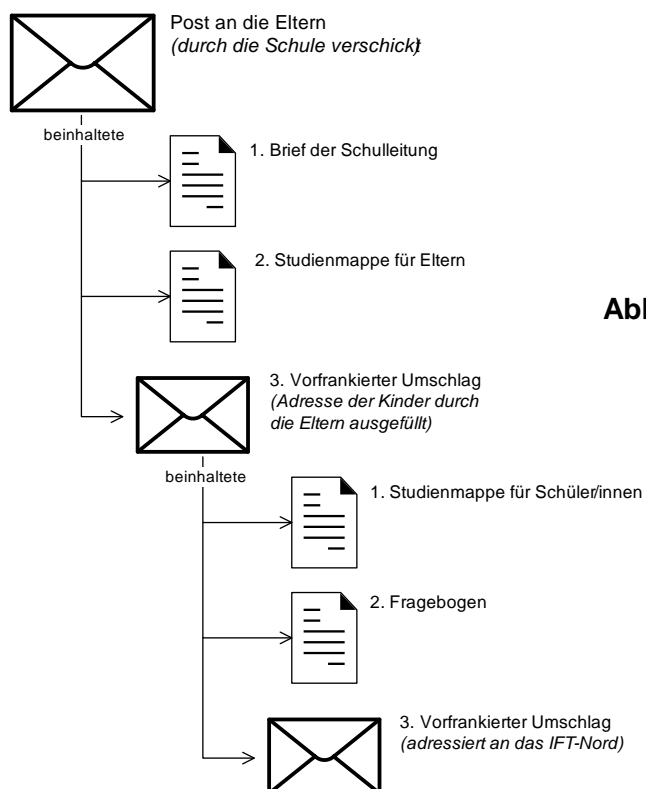 Post an die Eltern
(durch die Schule verschickt)
beinhaltete
1. Brief der Schulleitung
2. Studienmappe für Eltern
3. Vorfrankierter Umschlag
(Adresse der Kinder durch
die Eltern ausgefüllt)
beinhaltete
1. Studienmappe für Schüler/innen
2. Fragebogen
3. Vorfrankierter Umschlag
(adressiert an das IFT-Nord)